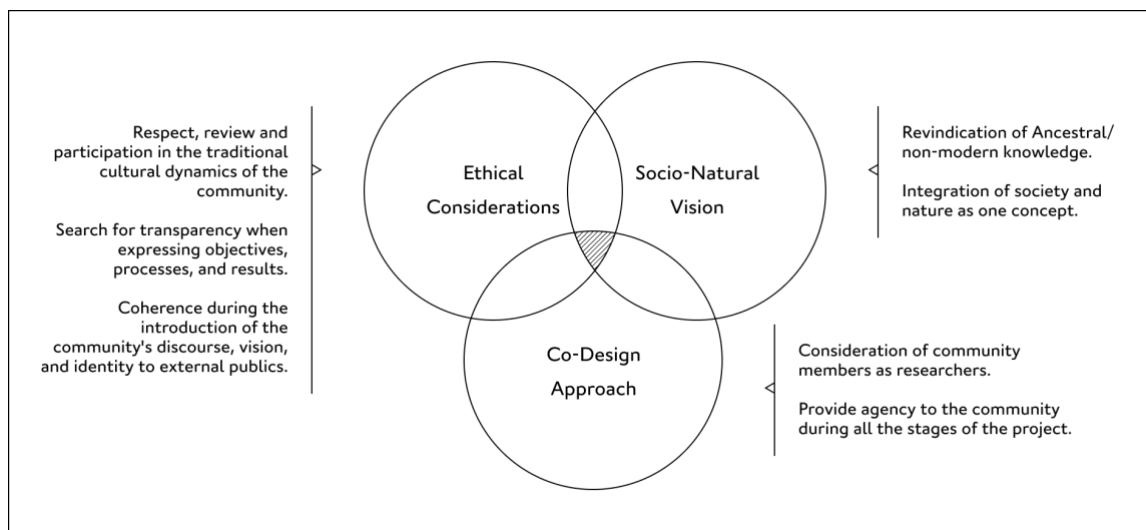 Respect, review and
participation in the traditional
cultural dynamics of the
community.
Search for transparency when
expressing objectives,
processes, and results.
Coherence during the
introduction of the
community's discourse, vision,
and identity to external publics.
Ethical
Considerations
Socio-Natural
Vision
Co-Design
Approach
Revindication of Ancestral/
non-modern knowledge.
Integration of society and
nature as one concept.
Consideration of community
members as researchers.
Provide agency to the community
during all the stages of the project.